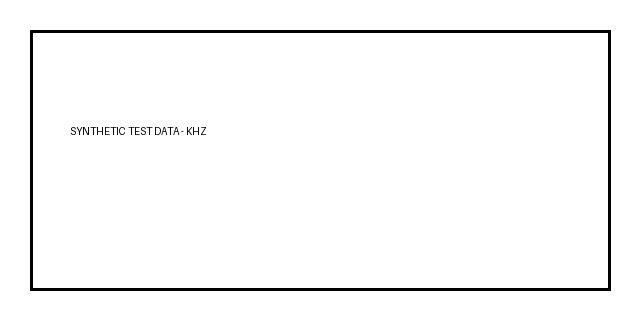 SYNTHETIC TEST DATA - KHZ